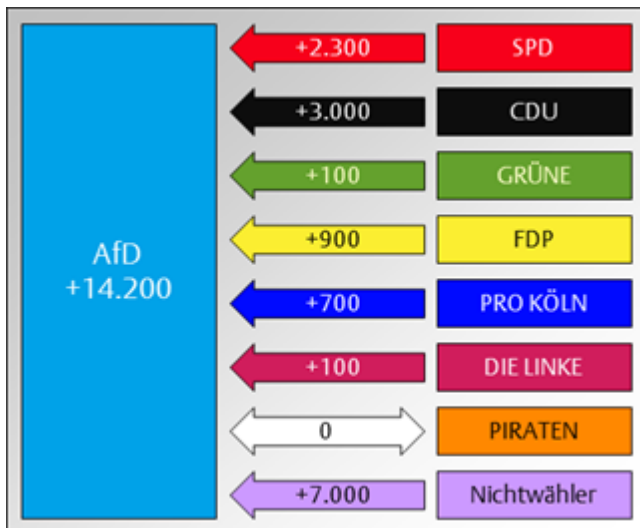 AfD
+14.200
+2.300 SPD
+3.000 CDU
+100 GRÜNE
+900 FDP
+700 PRO KÖLN
+100 DIE LINKE
0 PIRATEN
+7.000 Nichtwähler